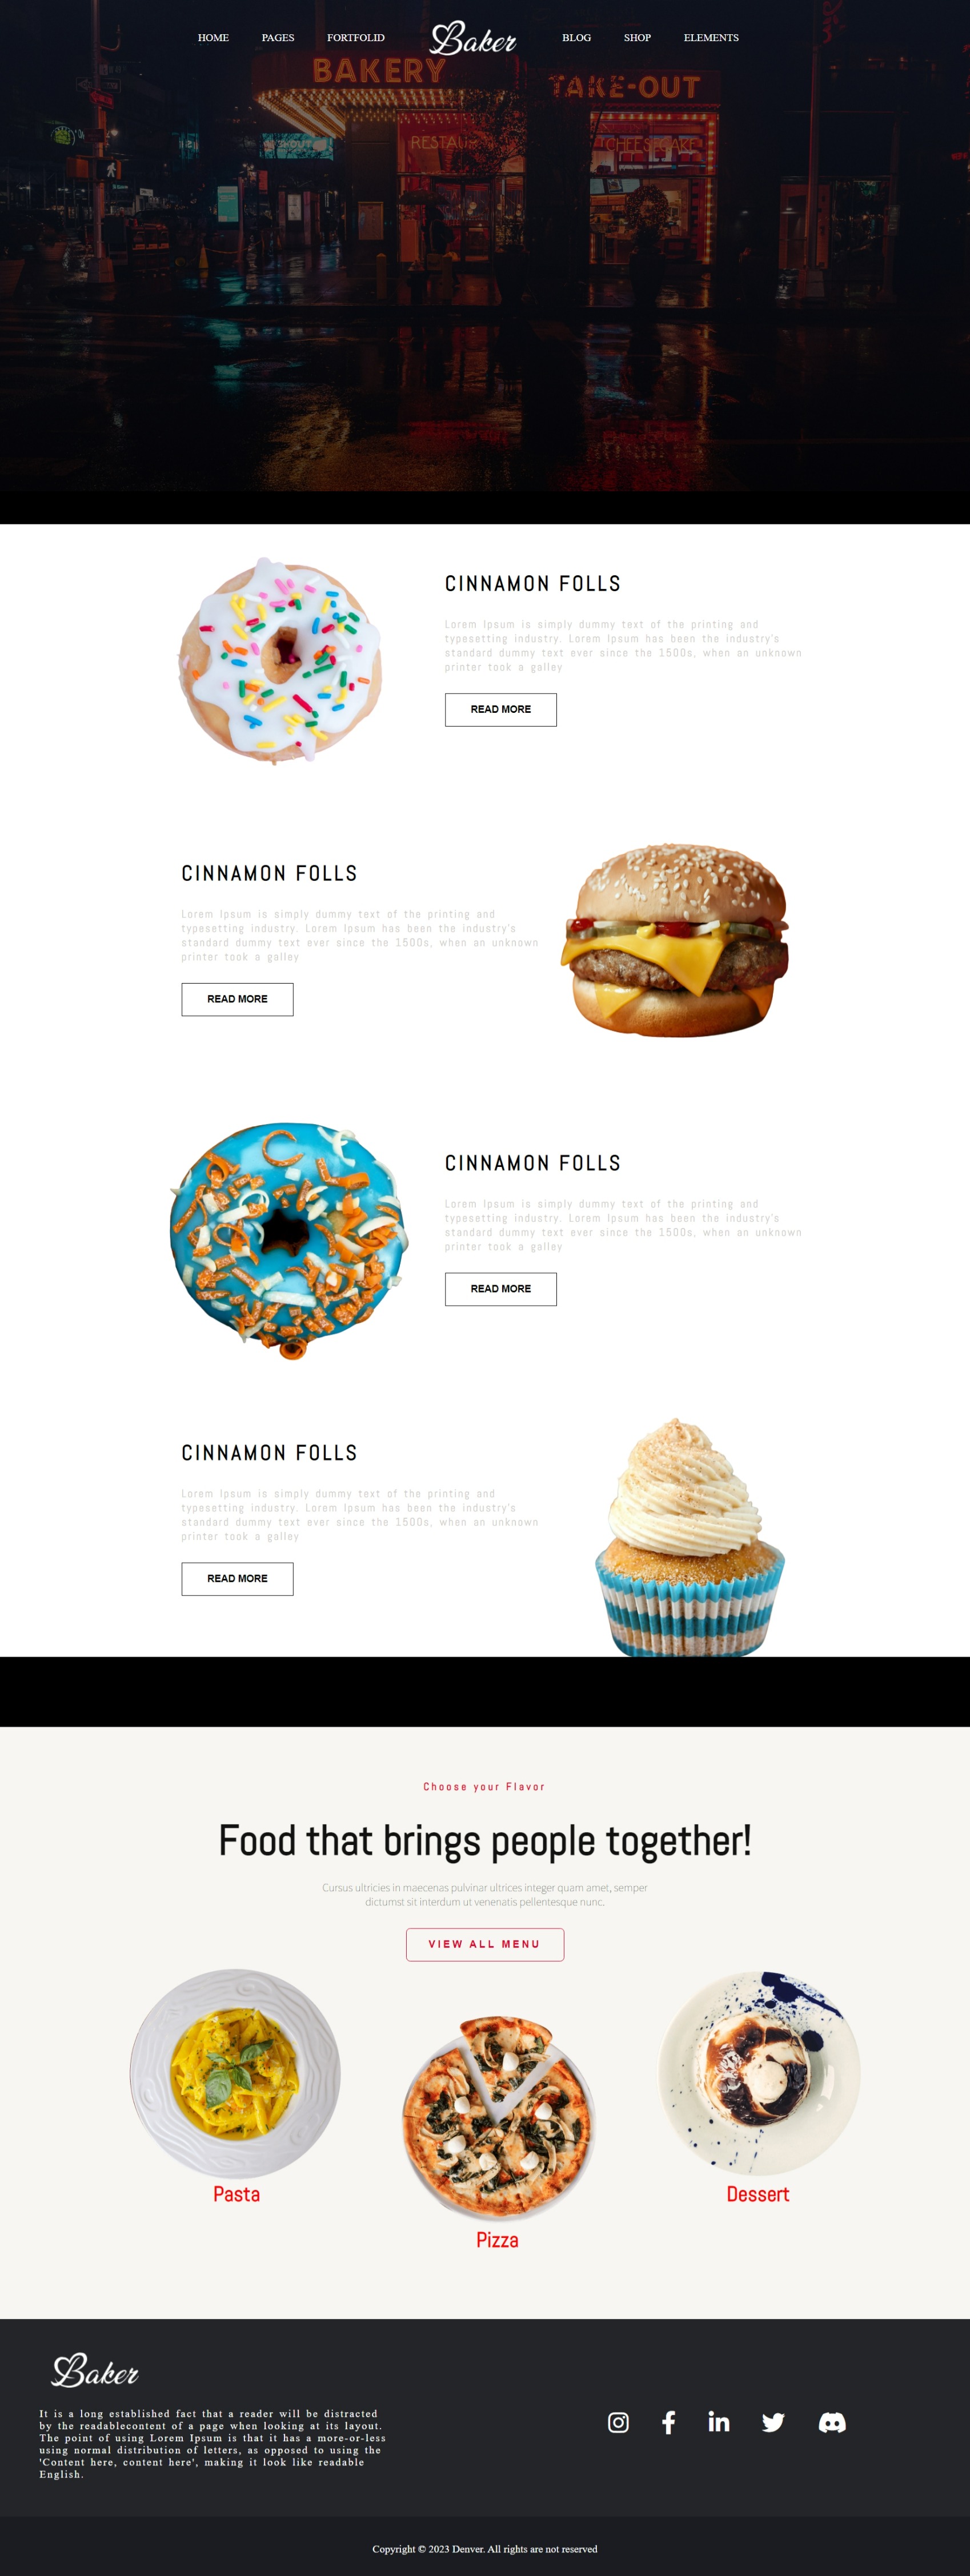 HOME PAGES FORTFOLID Baker BLOG SHOP ELEMENTS
BAKERY
TAKE-OUT
RESTAU
CHEESECAKE
CINNAMON FOLLS
Lorem Ipsum is simply dummy text of the printing and
typesetting industry. Lorem Ipsum has been the industry's
standard dummy text ever since the 1500s, when an unknown
printer took a galley
READ MORE
CINNAMON FOLLS
Lorem Ipsum is simply dummy text of the printing and
typesetting industry. Lorem Ipsum has been the industry's
standard dummy text ever since the 1500s, when an unknown
printer took a galley
READ MORE
CINNAMON FOLLS
Lorem Ipsum is simply dummy text of the printing and
typesetting industry. Lorem Ipsum has been the industry's
standard dummy text ever since the 1500s, when an unknown
printer took a galley
READ MORE
CINNAMON FOLLS
Lorem Ipsum is simply dummy text of the printing and
typesetting industry. Lorem Ipsum has been the industry's
standard dummy text ever since the 1500s, when an unknown
printer took a galley
READ MORE
Choose your Flavor
Food that brings people together!
Cursus ultricies in maecenas pulvinar ultrices integer quam amet, semper
dictumst sit interdum ut venenatis pellentesque nunc.
VIEW ALL MENU
Pasta
Pizza
Dessert
Baker
It is a long established fact that a reader will be distracted
by the readablecontent of a page when looking at its layout.
The point of using Lorem Ipsum is that it has a more-or-less
using normal distribution of letters, as opposed to using the
'Content here, content here', making it look like readable
English.
Copyright © 2023 Denver. All rights are not reserved